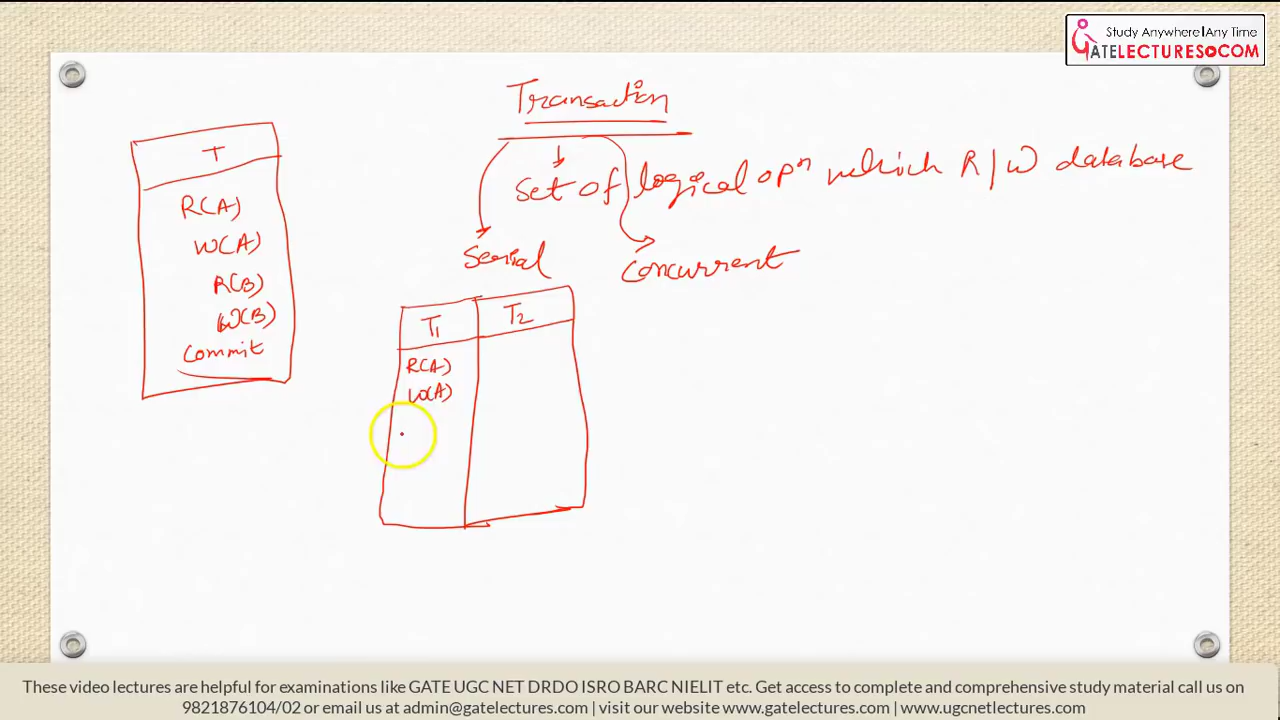 Study Anywhere|Any Time
GATELECTURES.COM
Transaction
set of logical opn which R/W database
Serial
Concurrent
T
R(A)
W(A)
R(B)
W(B)
Commit
T1 T2
R(A)
W(A)
These video lectures are helpful for examinations like GATE UGC NET DRDO ISRO BARC NIELIT etc. Get access to complete and comprehensive study material call us on
9821876104/02 or email us at admin@gatelectures.com | visit our website www.gatelectures.com | www.ugcnetlectures.com